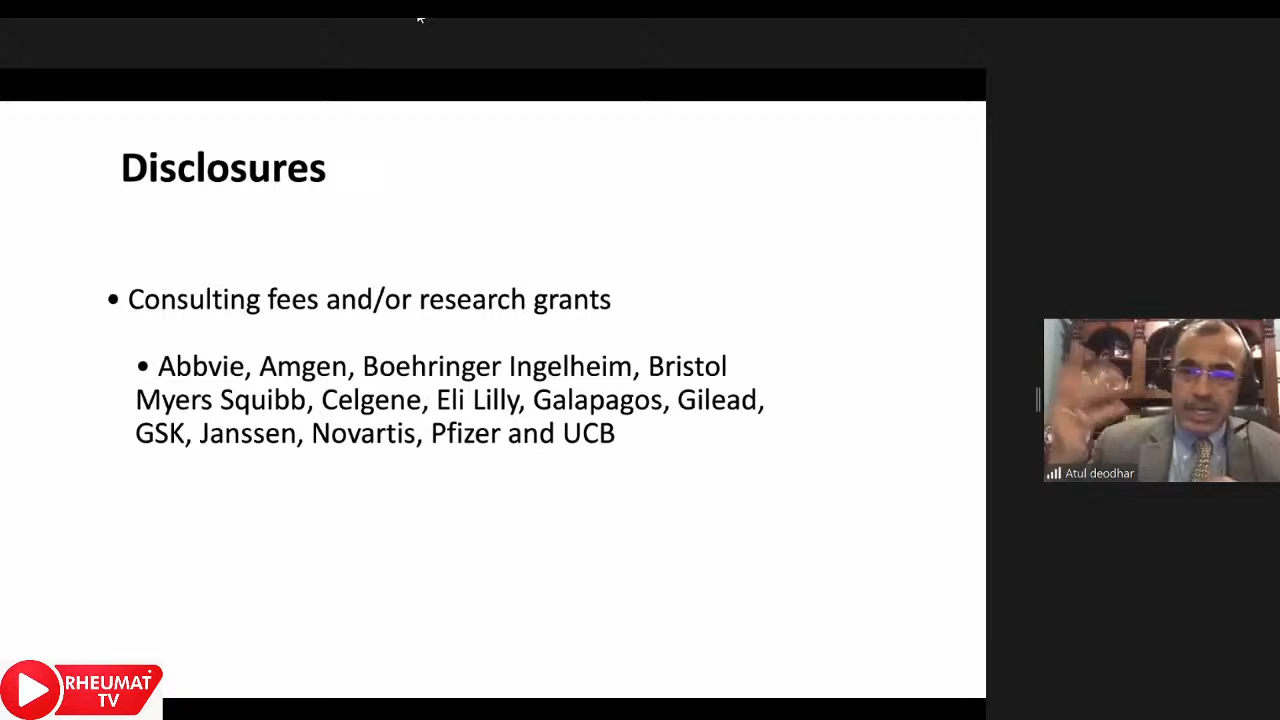 Disclosures
• Consulting fees and/or research grants
• Abbvie, Amgen, Boehringer Ingelheim, Bristol
Myers Squibb, Celgene, Eli Lilly, Galapagos, Gilead,
GSK, Janssen, Novartis, Pfizer and UCB
Atul deodhar
RHEUMAT
TV